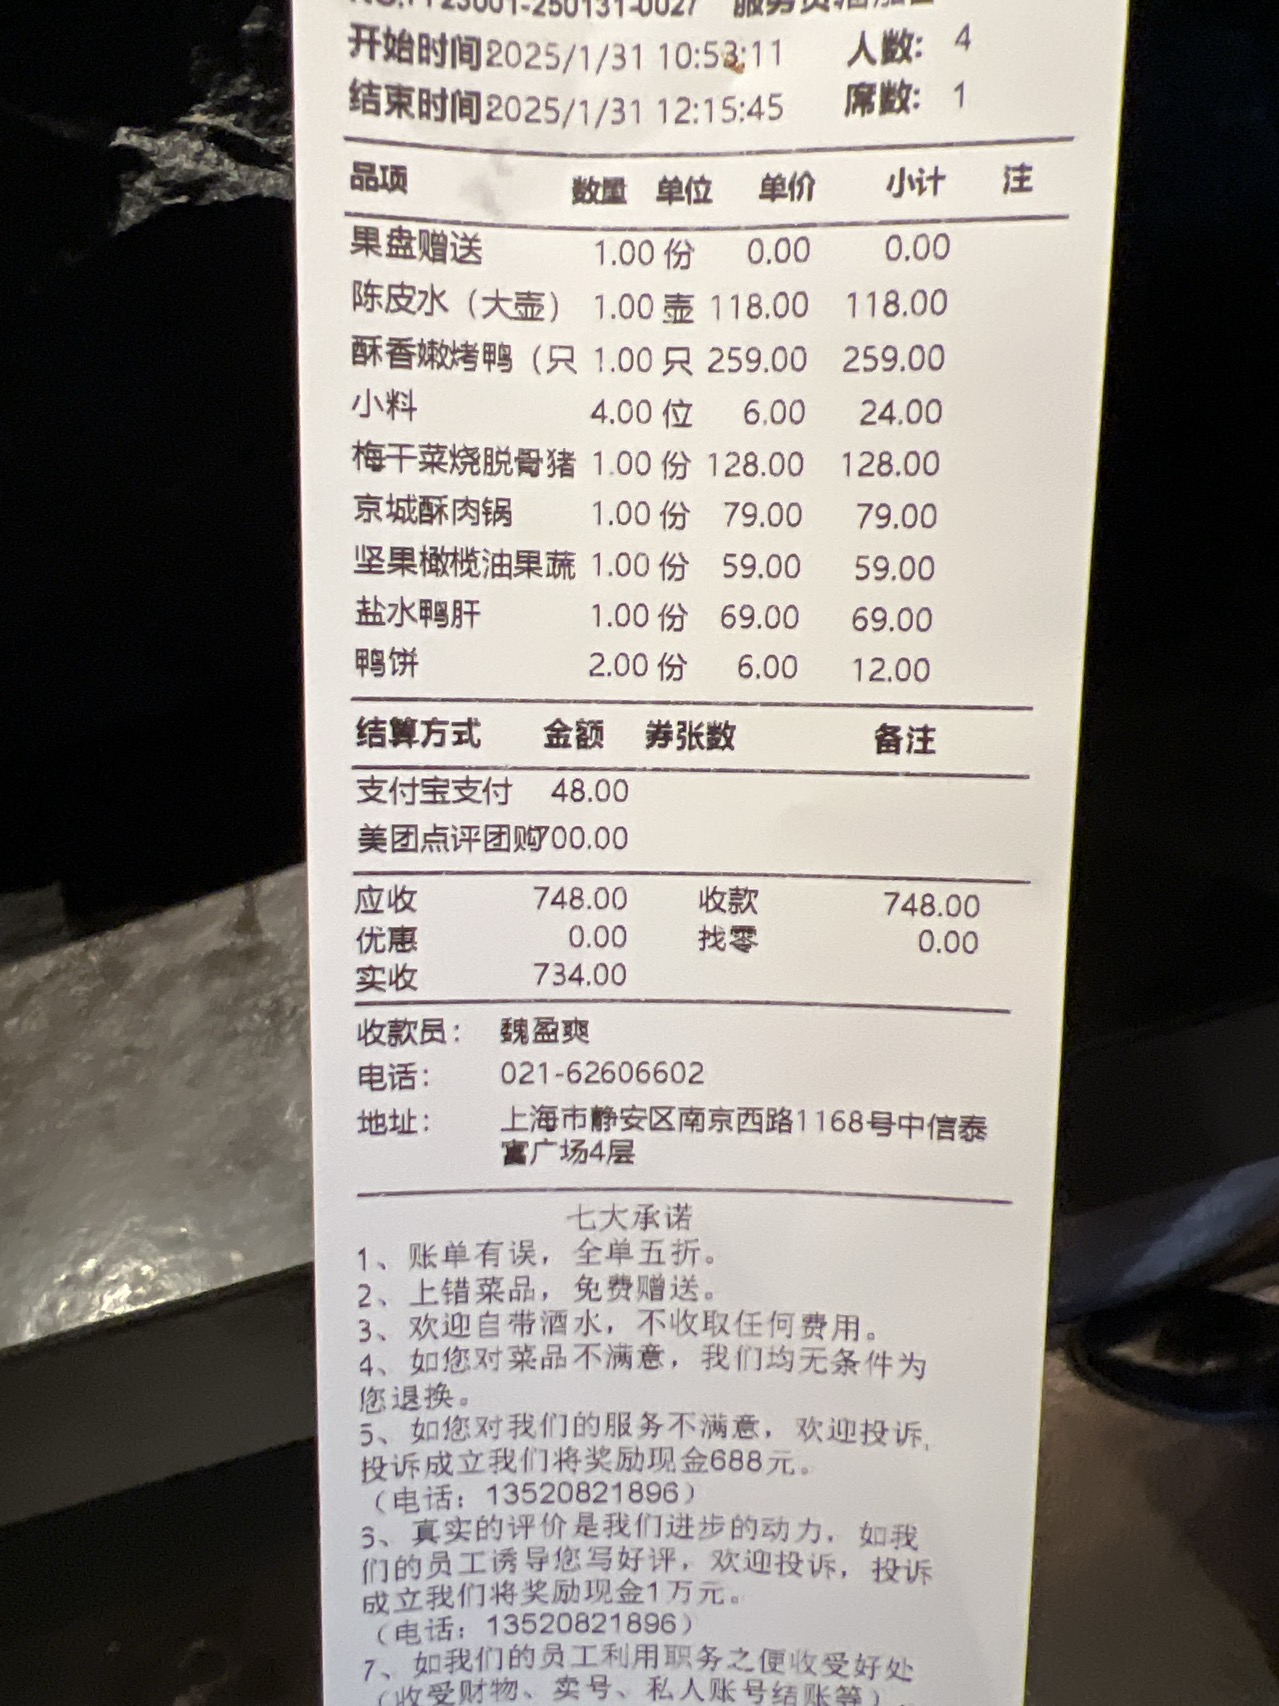 NO.FT23001-250131-0027 服务员
开始时间2025/1/31 10:53:11 人数: 4
结束时间2025/1/31 12:15:45 席数: 1
品项 数量 单位 单价 小计 注
果盘赠送 1.00 份 0.00 0.00
陈皮水（大壶） 1.00 壶 118.00 118.00
酥香嫩烤鸭（只 1.00 只 259.00 259.00
小料 4.00 位 6.00 24.00
梅干菜烧脱骨猪 1.00 份 128.00 128.00
京城酥肉锅 1.00 份 79.00 79.00
坚果橄榄油果蔬 1.00 份 59.00 59.00
盐水鸭肝 1.00 份 69.00 69.00
鸭饼 2.00 份 6.00 12.00
结算方式 金额 券张数 备注
支付宝支付 48.00
美团点评团购700.00
应收 748.00 收款 748.00
优惠 0.00 找零 0.00
实收 734.00
收款员: 魏盈爽
电话: 021-62606602
地址: 上海市静安区南京西路1168号中信泰
富广场4层
七大承诺
1、账单有误，全单五折。
2、上错菜品，免费赠送。
3、欢迎自带酒水，不收取任何费用。
4、如您对菜品不满意，我们均无条件为
您退换。
5、如您对我们的服务不满意，欢迎投诉,
投诉成立我们将奖励现金688元。
（电话：13520821896）
6、真实的评价是我们进步的动力，如我
们的员工诱导您写好评，欢迎投诉，投诉
成立我们将奖励现金1万元。
（电话：13520821896）
7、如我们的员工利用职务之便收受好处
（收受财物、卖号、私人账号结账等）,